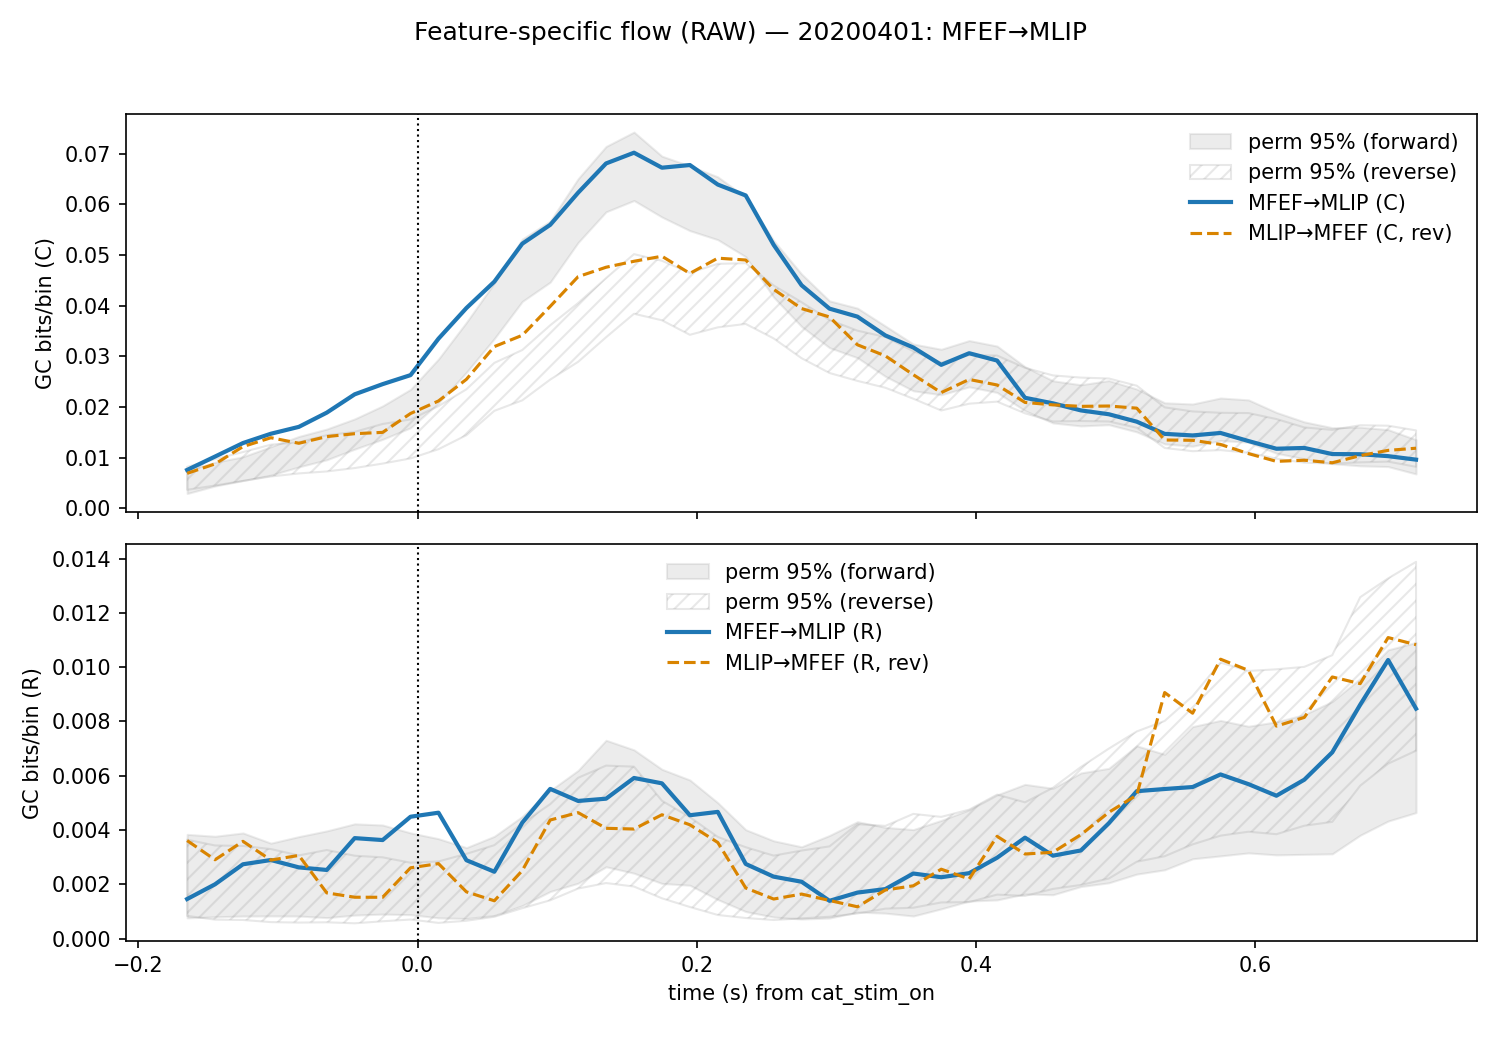 Feature-specific flow (RAW) — 20200401: MFEF→MLIP
GC bits/bin (C)
0.07
0.06
0.05
0.04
0.03
0.02
0.01
0.00
perm 95% (forward)
perm 95% (reverse)
MFEF→MLIP (C)
MLIP→MFEF (C, rev)
GC bits/bin (R)
0.014
0.012
0.010
0.008
0.006
0.004
0.002
0.000
perm 95% (forward)
perm 95% (reverse)
MFEF→MLIP (R)
MLIP→MFEF (R, rev)
−0.2 0.0 0.2 0.4 0.6
time (s) from cat_stim_on